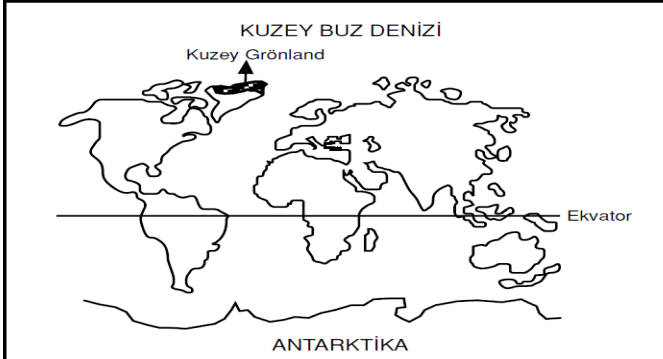 KUZEY BUZ DENİZİ
Kuzey Grönland
Ekvator
ANTARKTİKA